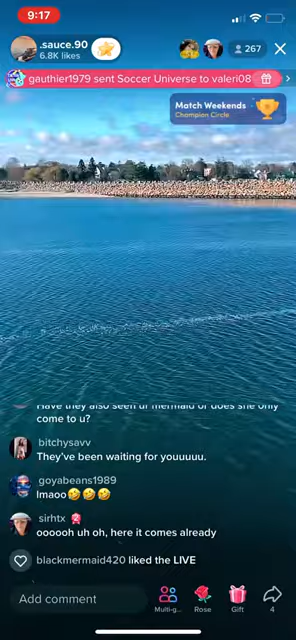 9:17
.sauce.90
6.8K likes
267
gauthier1979 sent Soccer Universe to valeri08
Match Weekends
Champion Circle
Have they also seen ur mermaid or does she only
come to u?
bitchysavv
They've been waiting for youuuuu.
goyabeans1989
lmaoo🤣🤣🤣
sirhtx
oooooh uh oh, here it comes already
blackmermaid420 liked the LIVE
Add comment
Multi-g...
Rose
Gift
4